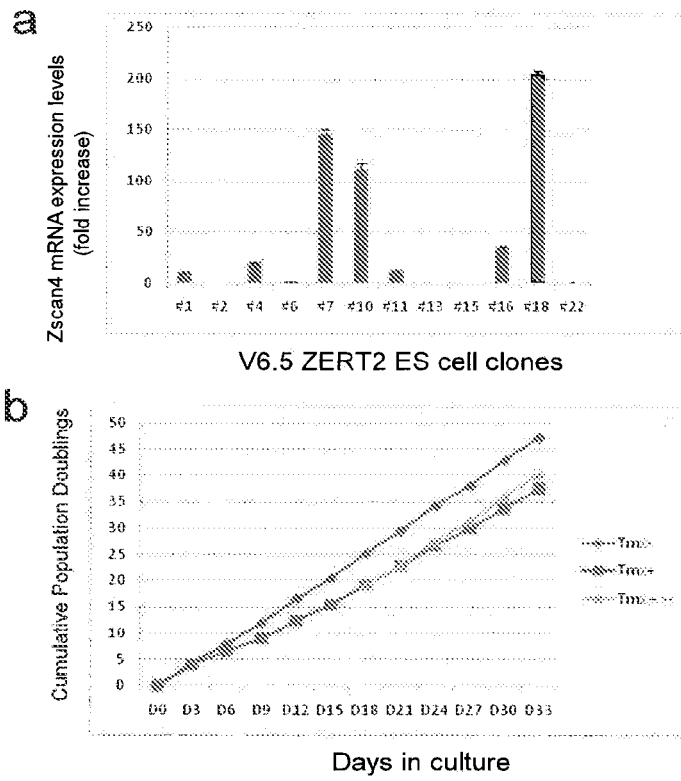 a
Zscan4 mRNA expression levels
(fold increase)
250
200
150
100
50
0
#1 #2 #4 #6 #7 #10 #11 #13 #15 #16 #18 #22
V6.5 ZERT2 ES cell clones
b
Cumulative Population Doublings
50
45
40
35
30
25
20
15
10
5
0
D0 D3 D6 D9 D12 D15 D18 D21 D24 D27 D30 D33
Days in culture
Tmx-
Tmx+